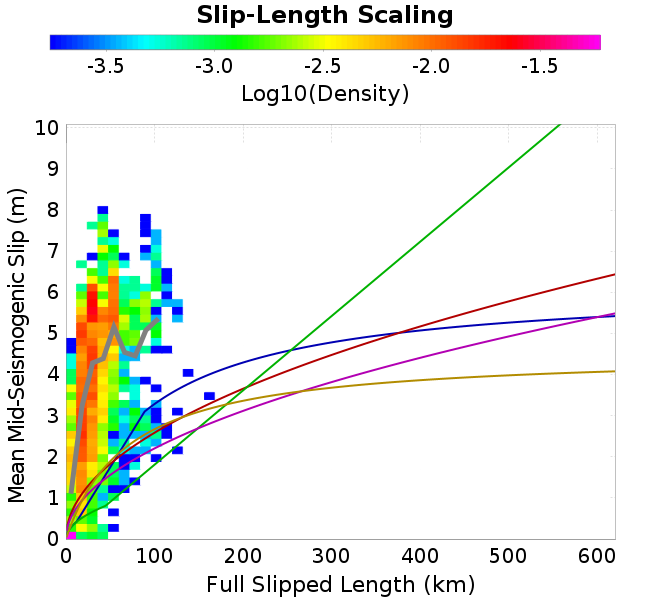 Slip-Length Scaling
-3.5 -3.0 -2.5 -2.0 -1.5
Log10(Density)
10
9
8
7
6
5
4
3
2
1
0
Mean Mid-Seismogenic Slip (m)
0 100 200 300 400 500 600
Full Slipped Length (km)